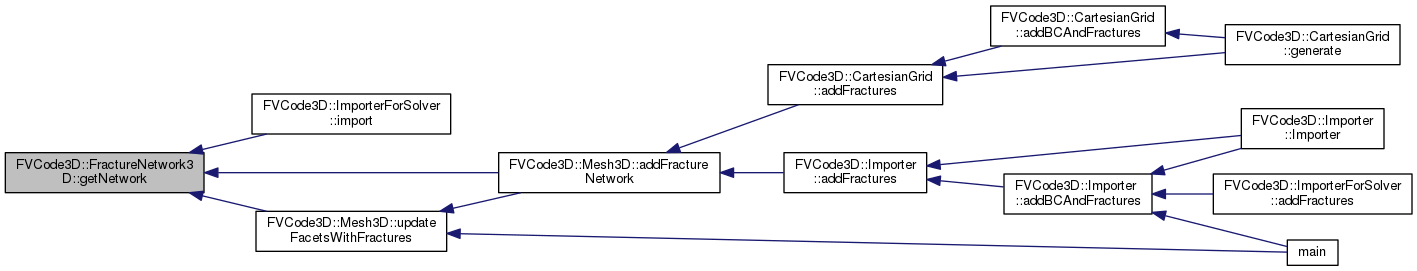 FVCode3D::FractureNetwork3
D::getNetwork
FVCode3D::ImporterForSolver
::import
FVCode3D::Mesh3D::update
FacetsWithFractures
FVCode3D::Mesh3D::addFracture
Network
FVCode3D::CartesianGrid
::addFractures
FVCode3D::Importer
::addFractures
FVCode3D::CartesianGrid
::addBCAndFractures
FVCode3D::Importer
::addBCAndFractures
FVCode3D::CartesianGrid
::generate
FVCode3D::Importer
::Importer
FVCode3D::ImporterForSolver
::addFractures
main